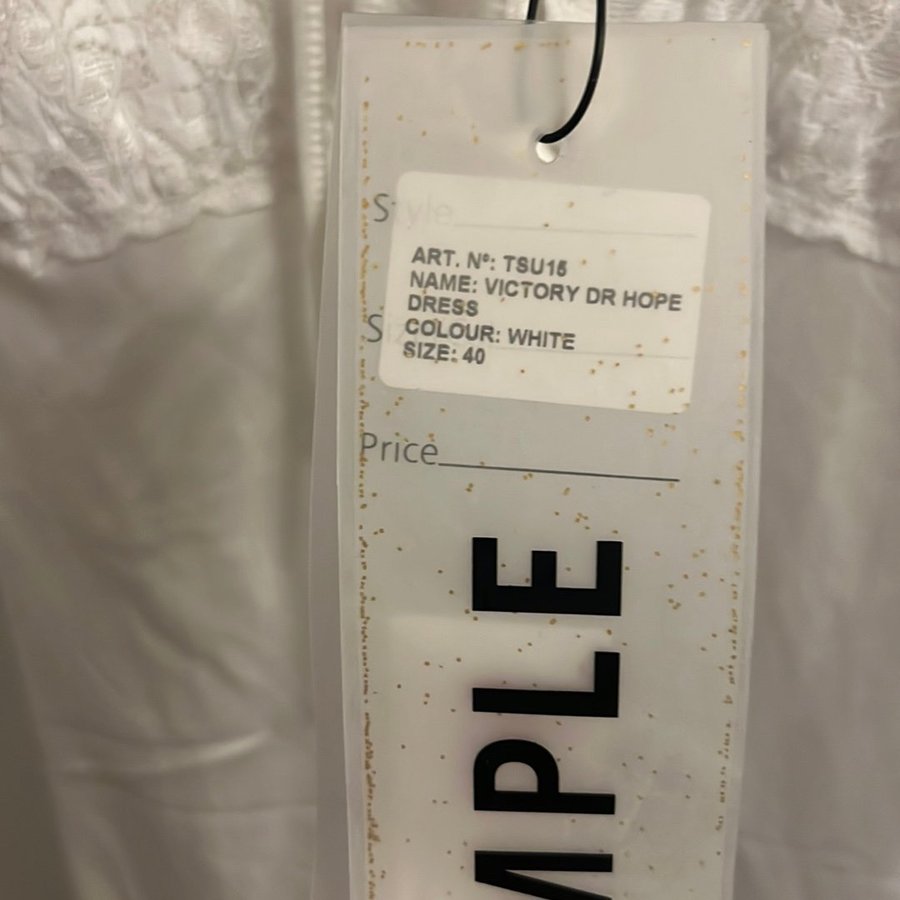 Style
ART. Nº: TSU15
NAME: VICTORY DR HOPE
DRESS
Size
COLOUR: WHITE
SIZE: 40
Price
MPLE